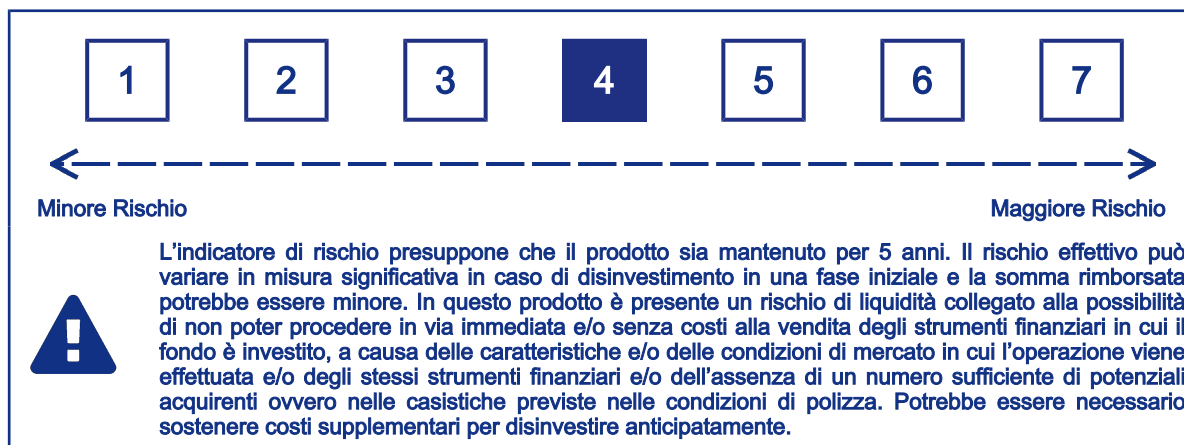 1 2 3 4 5 6 7
Minore Rischio Maggiore Rischio
L'indicatore di rischio presuppone che il prodotto sia mantenuto per 5 anni. Il rischio effettivo può
variare in misura significativa in caso di disinvestimento in una fase iniziale e la somma rimborsata
potrebbe essere minore. In questo prodotto è presente un rischio di liquidità collegato alla possibilità
di non poter procedere in via immediata e/o senza costi alla vendita degli strumenti finanziari in cui il
fondo è investito, a causa delle caratteristiche e/o delle condizioni di mercato in cui l'operazione viene
effettuata e/o degli stessi strumenti finanziari e/o dell'assenza di un numero sufficiente di potenziali
acquirenti ovvero nelle casistiche previste nelle condizioni di polizza. Potrebbe essere necessario
sostenere costi supplementari per disinvestire anticipatamente.